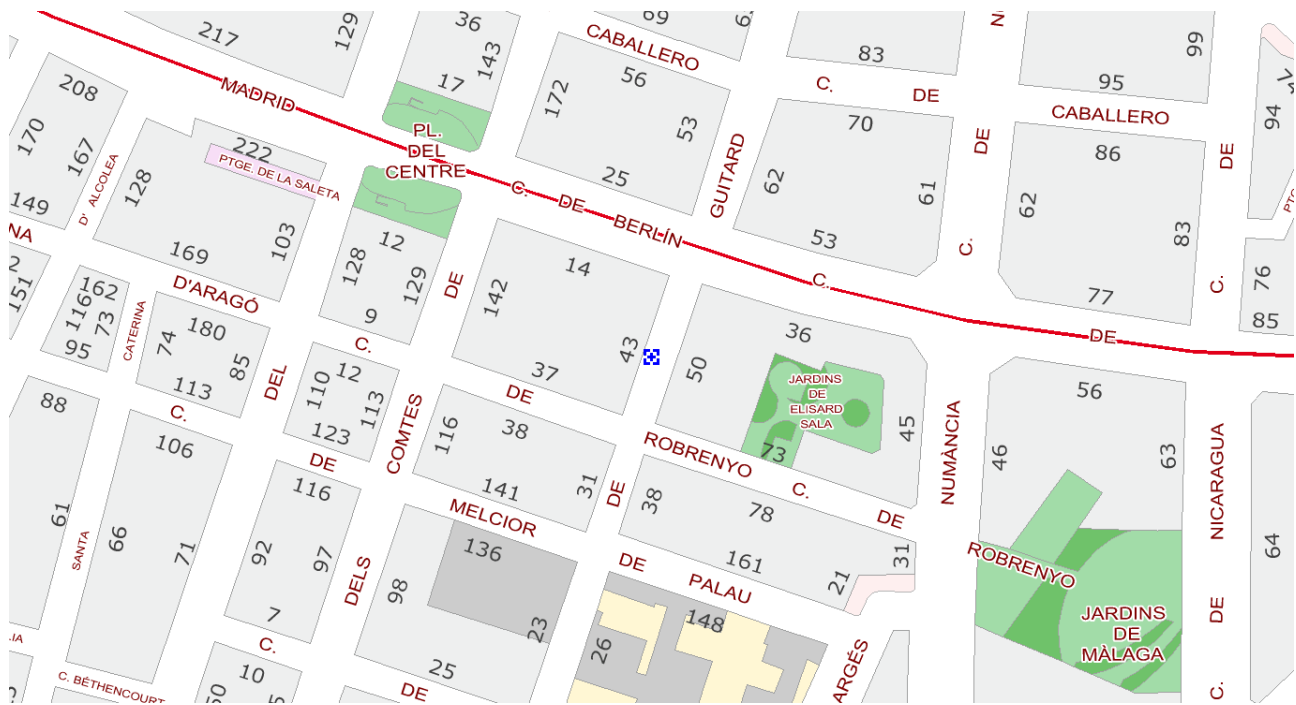 217
129
36
143
17
69
CABALLERO
56
172
53
25
83
C. DE
CABALLERO
95
99
94
208
170
167
149
MADRID
PL.
DEL
CENTRE
222
PTGE. DE LA SALETA
128
D' ALCOLEA
169
103
C. DE BERLÍN
GUITARD
70
62
61
53
DE
C.
86
62
83
77
DE
C.
76
85
NA
151
D'ARAGÓ
162
116
73
95
CATERINA
180
74
85
113
C.
12
128
129
9
C.
DE
14
142
43
37
DE
C.
DE
36
50
45
JARDINS
DE
ELISARD
SALA
73
ROBRENYO
C.
DE
56
46
63
NUMÀNCIA
NICARAGUA
DE
C.
64
88
61
SANTA
106
66
71
DEL
12
110
113
123
DE
COMTES
DELS
116
38
31
141
MELCIOR
DE
PALAU
DE
38
78
161
21
31
116
92
97
7
C.
10
C. BÉTHENCOURT
98
136
23
25
DE
26
148
ARGÉS
ROBRENYO
JARDINS
DE
MÀLAGA